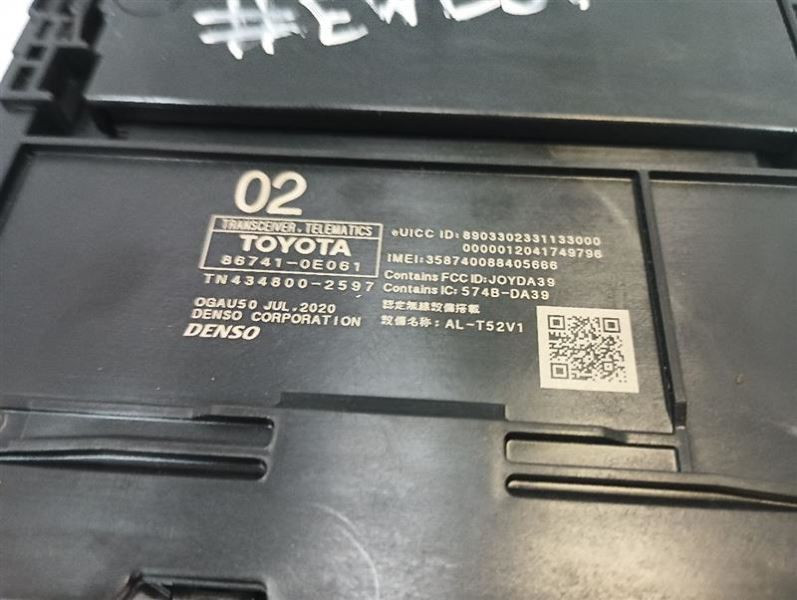 02
TRANSCEIVER, TELEMATICS
TOYOTA
86741-0E061
TN434800-2597
OGAU50 JUL.2020
DENSO CORPORATION
DENSO
eUICC ID:8903302331133000
0000012041749796
IMEI:358740088405666
Contains FCC ID:JOYDA39
Contains IC: 574B-DA39
認定無線設備搭載
設備名称: AL-T52V1